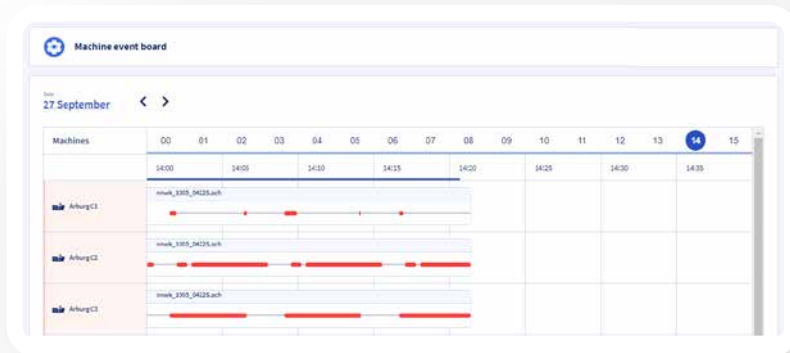 Machine event board
Date
27 September
Machines 00 01 02 03 04 05 06 07 08 09 10 11 12 13 14 15
14:00 14:05 14:10 14:15 14:20 14:25 14:30 14:35
Arburg C1
Arburg C2
Arburg C3